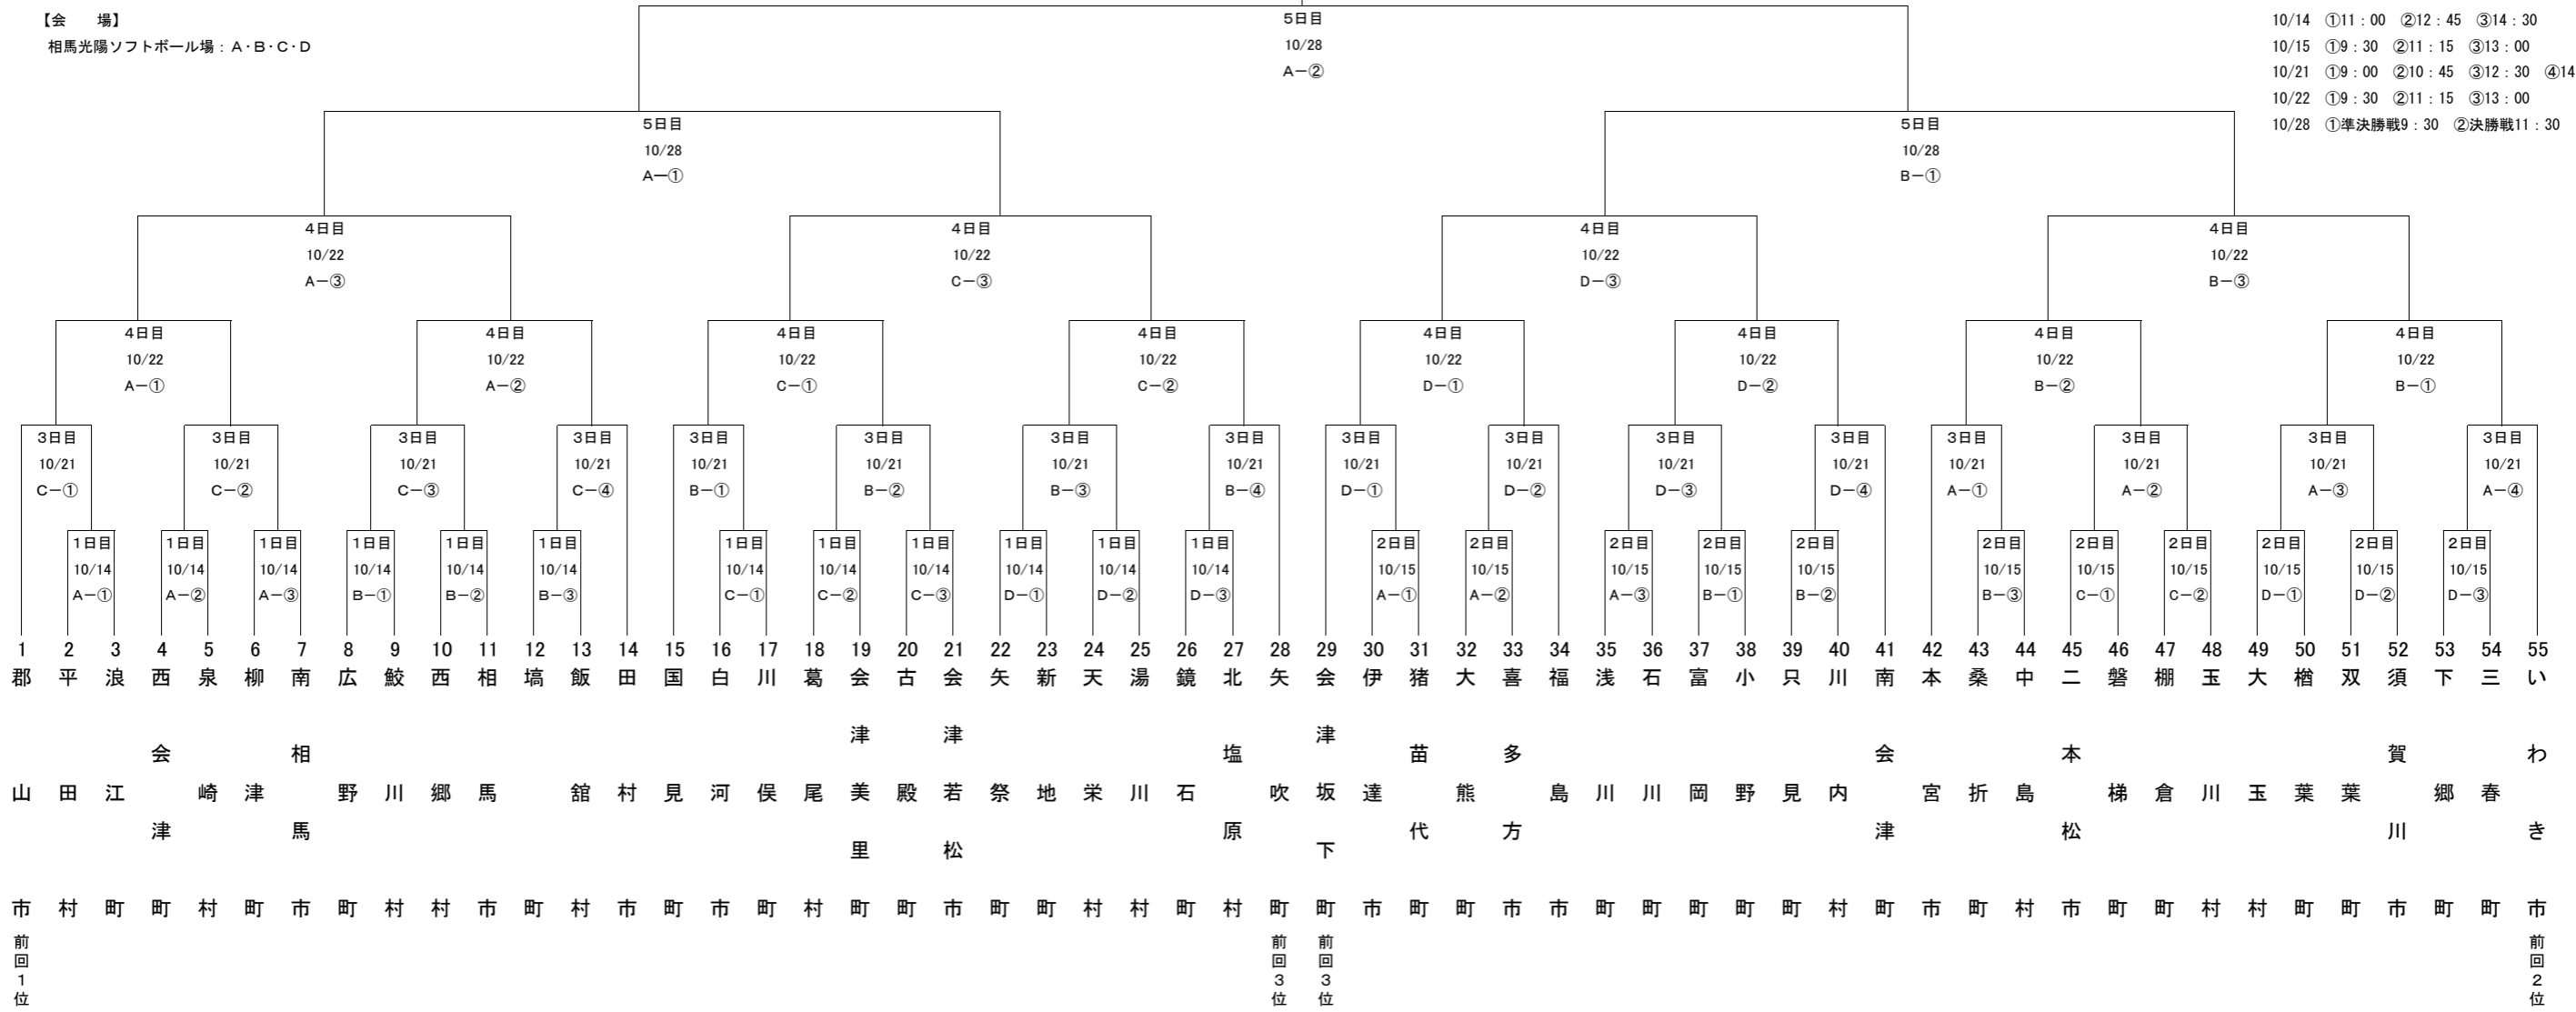 【会　　場】
相馬光陽ソフトボール場：A・B・C・D
10/14　①11：00　②12：45　③14：30
10/15　①9：30　②11：15　③13：00
10/21　①9：00　②10：45　③12：30　④14
10/22　①9：30　②11：15　③13：00
10/28　①準決勝戦9：30　②決勝戦11：30
5日目
10/28
A－②
5日目
10/28
A－①
5日目
10/28
B－①
4日目
10/22
A－③
4日目
10/22
C－③
4日目
10/22
D－③
4日目
10/22
B－③
4日目
10/22
A－①
4日目
10/22
A－②
4日目
10/22
C－①
4日目
10/22
C－②
4日目
10/22
D－①
4日目
10/22
D－②
4日目
10/22
B－②
4日目
10/22
B－①
3日目
10/21
C－①
3日目
10/21
C－②
3日目
10/21
C－③
3日目
10/21
C－④
3日目
10/21
B－①
3日目
10/21
B－②
3日目
10/21
B－③
3日目
10/21
B－④
3日目
10/21
D－①
3日目
10/21
D－②
3日目
10/21
D－③
3日目
10/21
D－④
3日目
10/21
A－①
3日目
10/21
A－②
3日目
10/21
A－③
3日目
10/21
A－④
1日目
10/14
A－①
1日目
10/14
A－②
1日目
10/14
A－③
1日目
10/14
B－①
1日目
10/14
B－②
1日目
10/14
B－③
1日目
10/14
C－①
1日目
10/14
C－②
1日目
10/14
C－③
1日目
10/14
D－①
1日目
10/14
D－②
1日目
10/14
D－③
2日目
10/15
A－①
2日目
10/15
A－②
2日目
10/15
A－③
2日目
10/15
B－①
2日目
10/15
B－②
2日目
10/15
B－③
2日目
10/15
C－①
2日目
10/15
C－②
2日目
10/15
D－①
2日目
10/15
D－②
2日目
10/15
D－③
1 郡山市 前回1位
2 平田村
3 浪江町
4 西会津町
5 泉崎村
6 柳津町
7 南相馬市
8 広野町
9 鮫川村
10 西郷村
11 相馬市
12 塙町
13 飯舘村
14 田村市
15 国見町
16 白河市
17 川俣町
18 葛尾村
19 会津美里町
20 古殿町
21 会津若松市
22 矢祭町
23 新地町
24 天栄村
25 湯川村
26 鏡石町
27 北塩原村
28 矢吹町 前回3位
29 会津坂下町 前回3位
30 伊達市
31 猪苗代町
32 大熊町
33 喜多方市
34 福島市
35 浅川町
36 石川町
37 富岡町
38 小野町
39 只見町
40 川内村
41 南会津町
42 本宮市
43 桑折町
44 中島村
45 二本松市
46 磐梯町
47 棚倉町
48 玉川村
49 大玉村
50 楢葉町
51 双葉町
52 須賀川市
53 下郷町
54 三春町
55 いわき市 前回2位